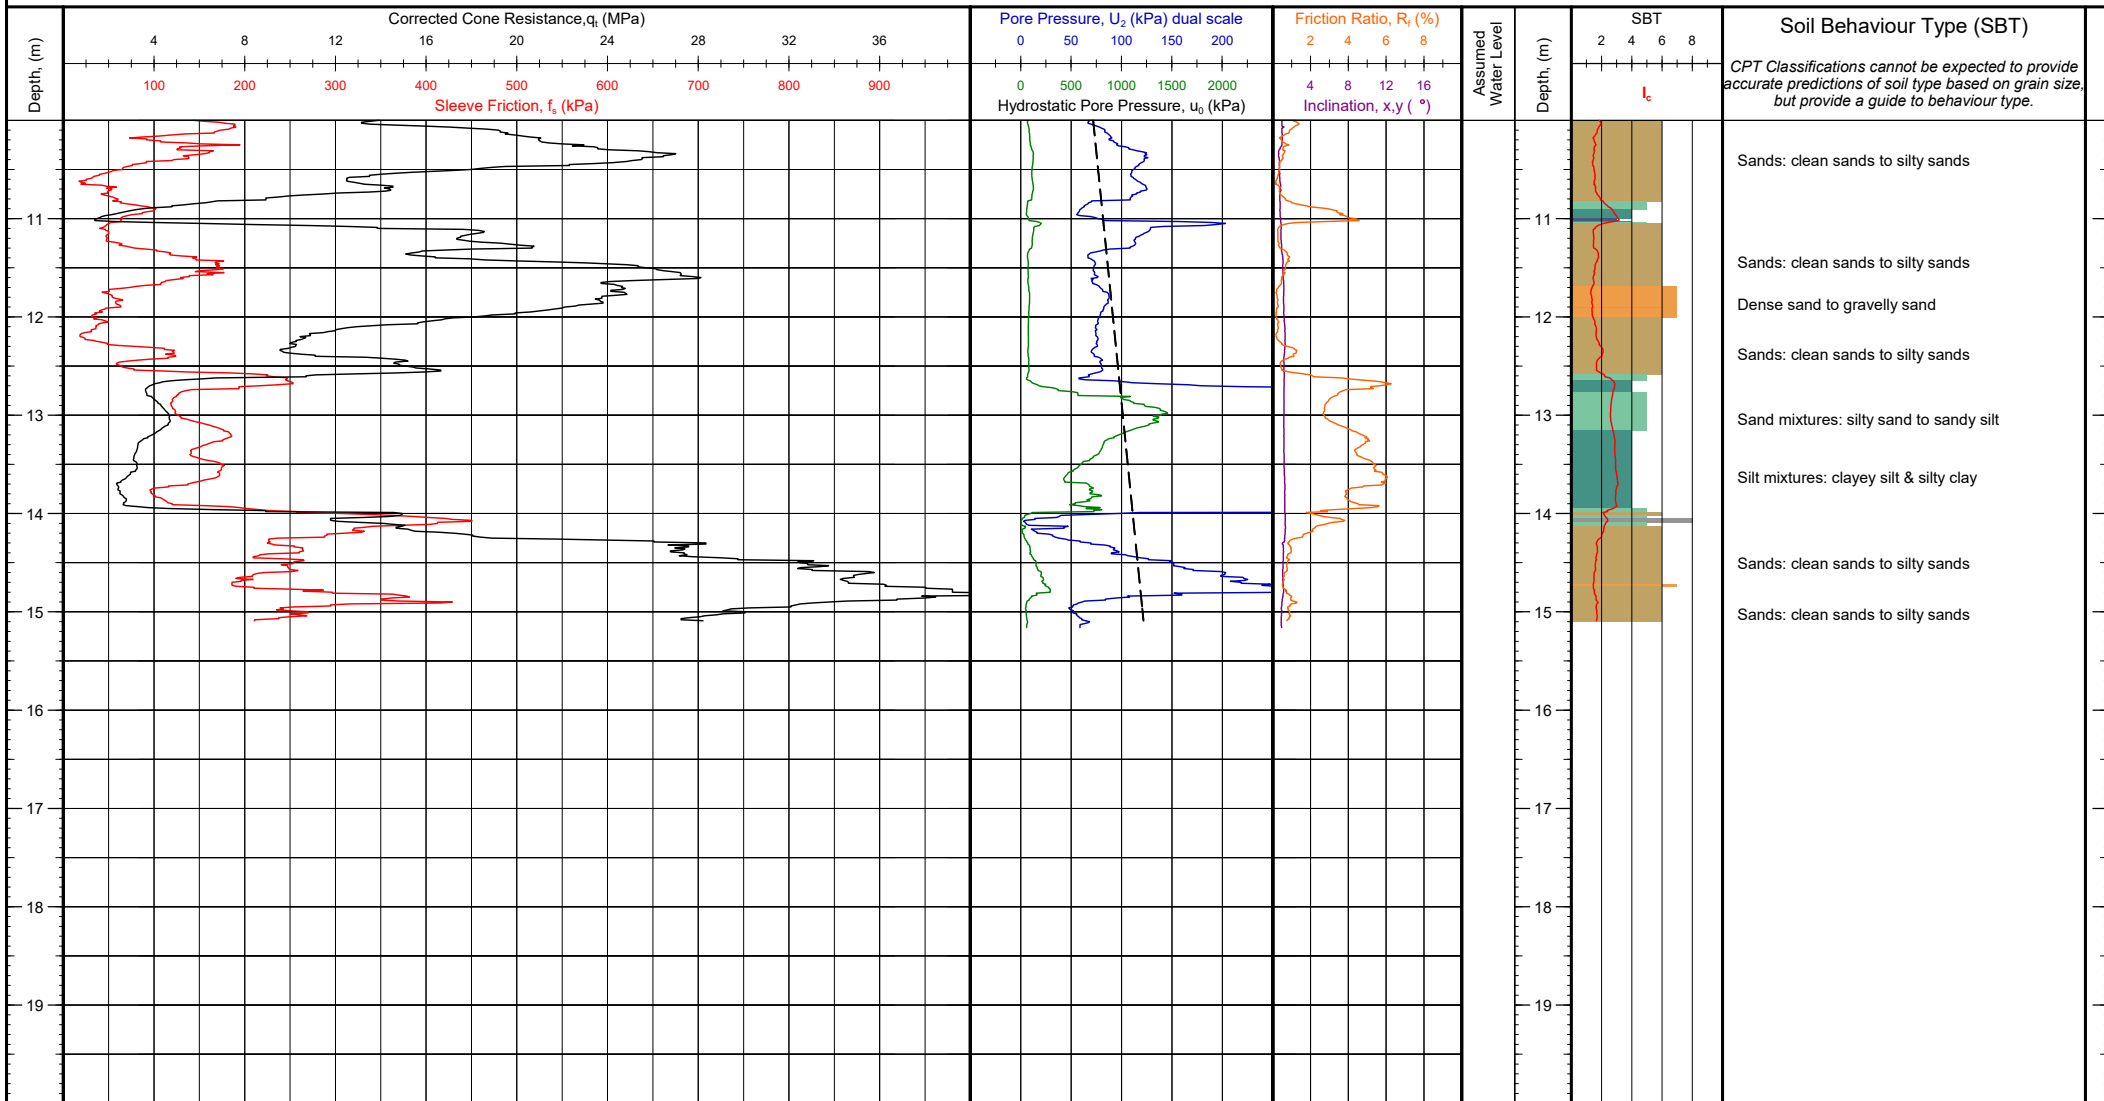 Depth, (m)
Corrected Cone Resistance,qt (MPa)
4 8 12 16 20 24 28 32 36
100 200 300 400 500 600 700 800 900
Sleeve Friction, fs (kPa)
Pore Pressure, U2 (kPa) dual scale
0 50 100 150 200
0 500 1000 1500 2000
Hydrostatic Pore Pressure, u0 (kPa)
Friction Ratio, Rf (%)
2 4 6 8
4 8 12 16
Inclination, x,y ( °)
Assumed
Water Level
Depth, (m)
SBT
2 4 6 8
Ic
Soil Behaviour Type (SBT)
CPT Classifications cannot be expected to provide
accurate predictions of soil type based on grain size,
but provide a guide to behaviour type.
Sands: clean sands to silty sands
11 11
Sands: clean sands to silty sands
Dense sand to gravelly sand
12 12
Sands: clean sands to silty sands
13 13
Sand mixtures: silty sand to sandy silt
Silt mixtures: clayey silt & silty clay
14 14
Sands: clean sands to silty sands
15 15
Sands: clean sands to silty sands
16 16
17 17
18 18
19 19